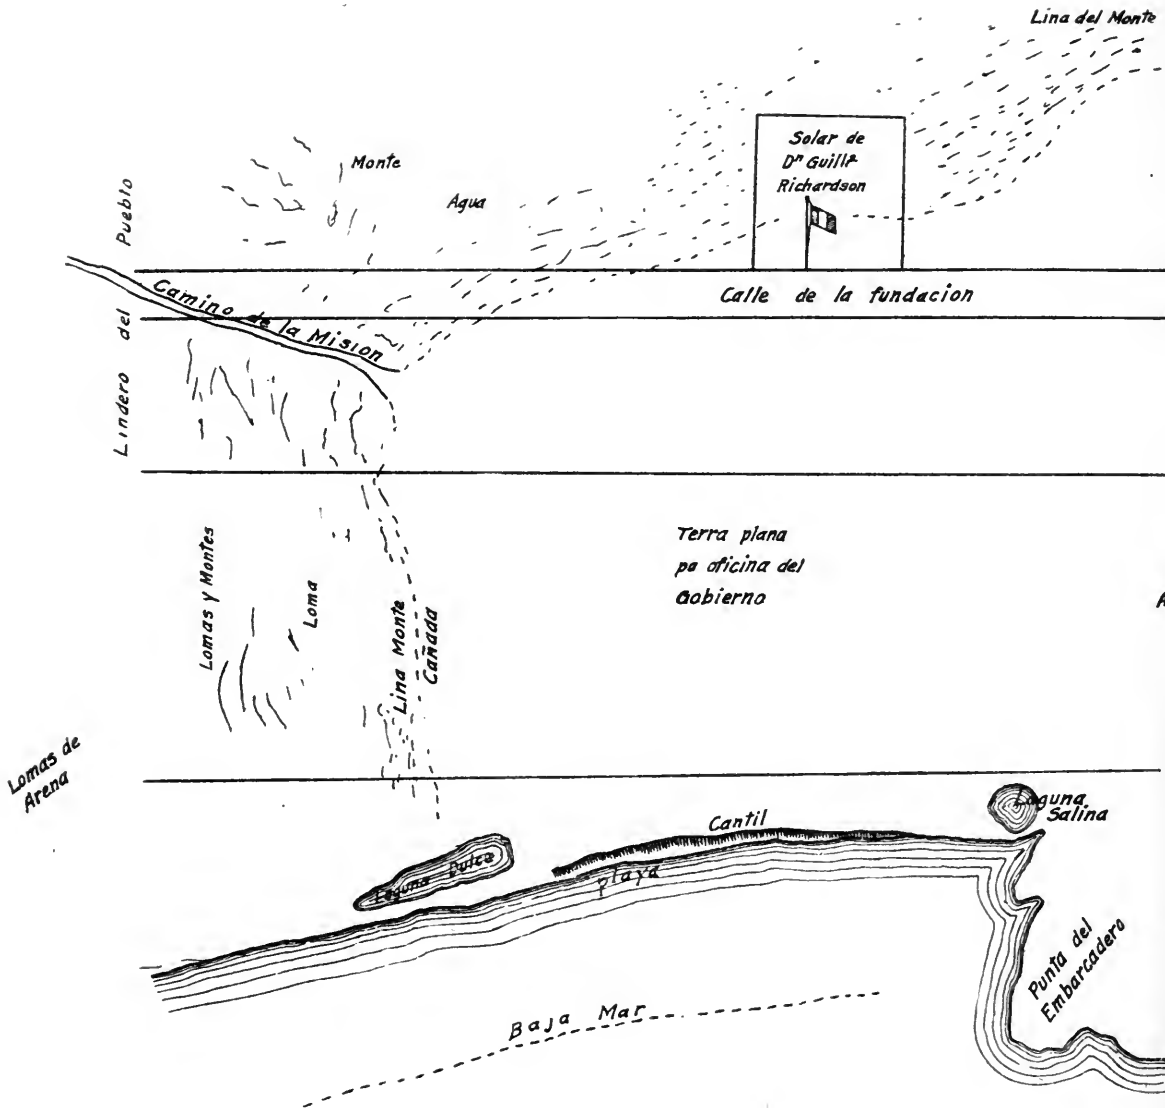 Lina del Monte
Solar de
Dn Guillo
Richardson
Monte
Agua
Lindero del Pueblo
Calle de la fundacion
Camino de la Mision
Terra plana
pa oficina del
Gobierno
Lomas y Montes
Loma
Lina Monte
Cañada
Lomas de
Arena
Laguna
Salina
Cantil
Laguna Dulce
playa
Punta del
Embarcadero
Baja Mar